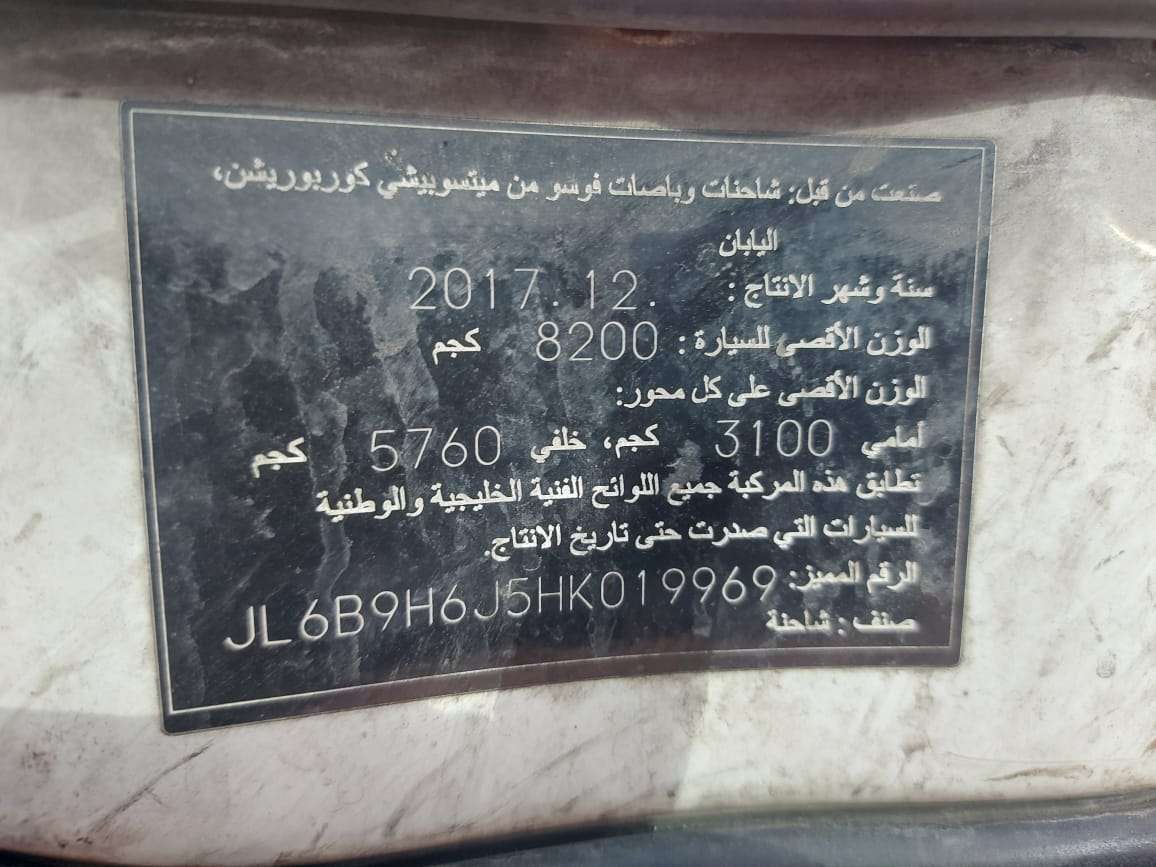 صنعت من قبل: شاحنات وباصات فوسو من ميتسوبيشي كوربوريشن،
اليابان
سنة وشهر الانتاج : 2017.12.
الوزن الأقصى للسيارة : 8200 كجم
الوزن الأقصى على كل محور:
أمامي 3100 كجم، خلفي 5760 كجم
تطابق هذه المركبة جميع اللوائح الفنية الخليجية والوطنية
للسيارات التي صدرت حتى تاريخ الانتاج.
الرقم المميز: JL6B9H6J5HK019969
صنف : شاحنة